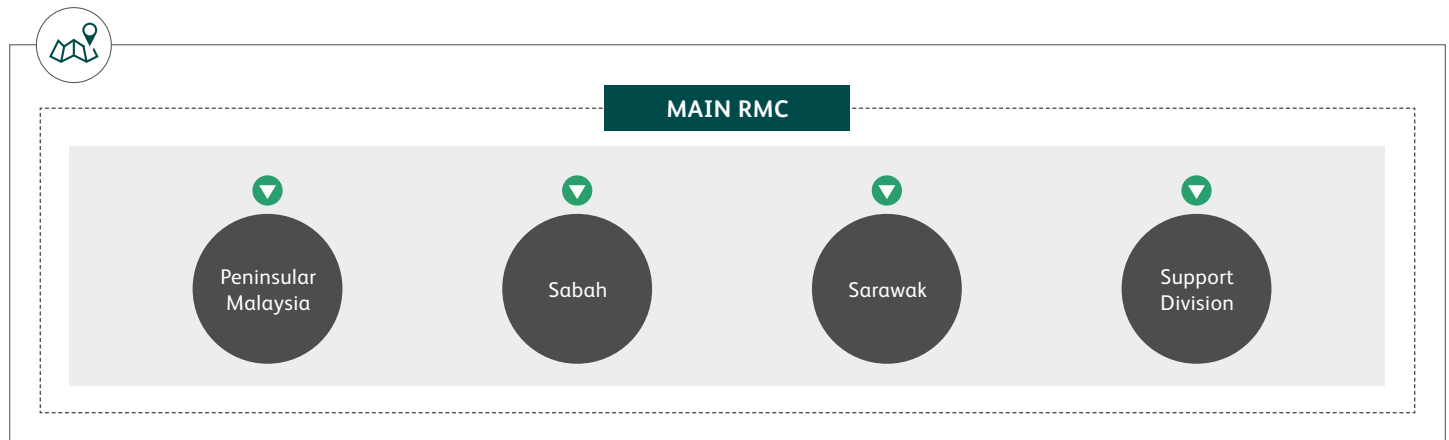 MAIN RMC
Peninsular
Malaysia
Sabah
Sarawak
Support
Division